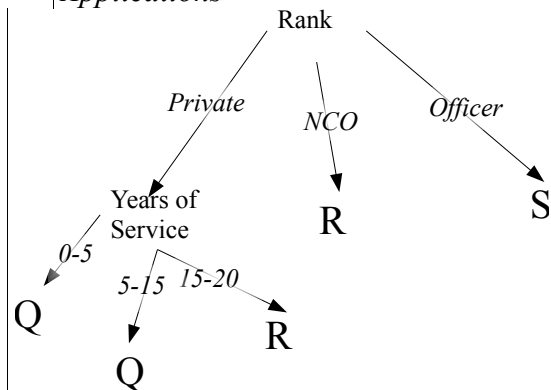 Applications
Rank
Private
NCO
Officer
Years of
Service
R
S
0-5
5-15
15-20
Q
Q
R